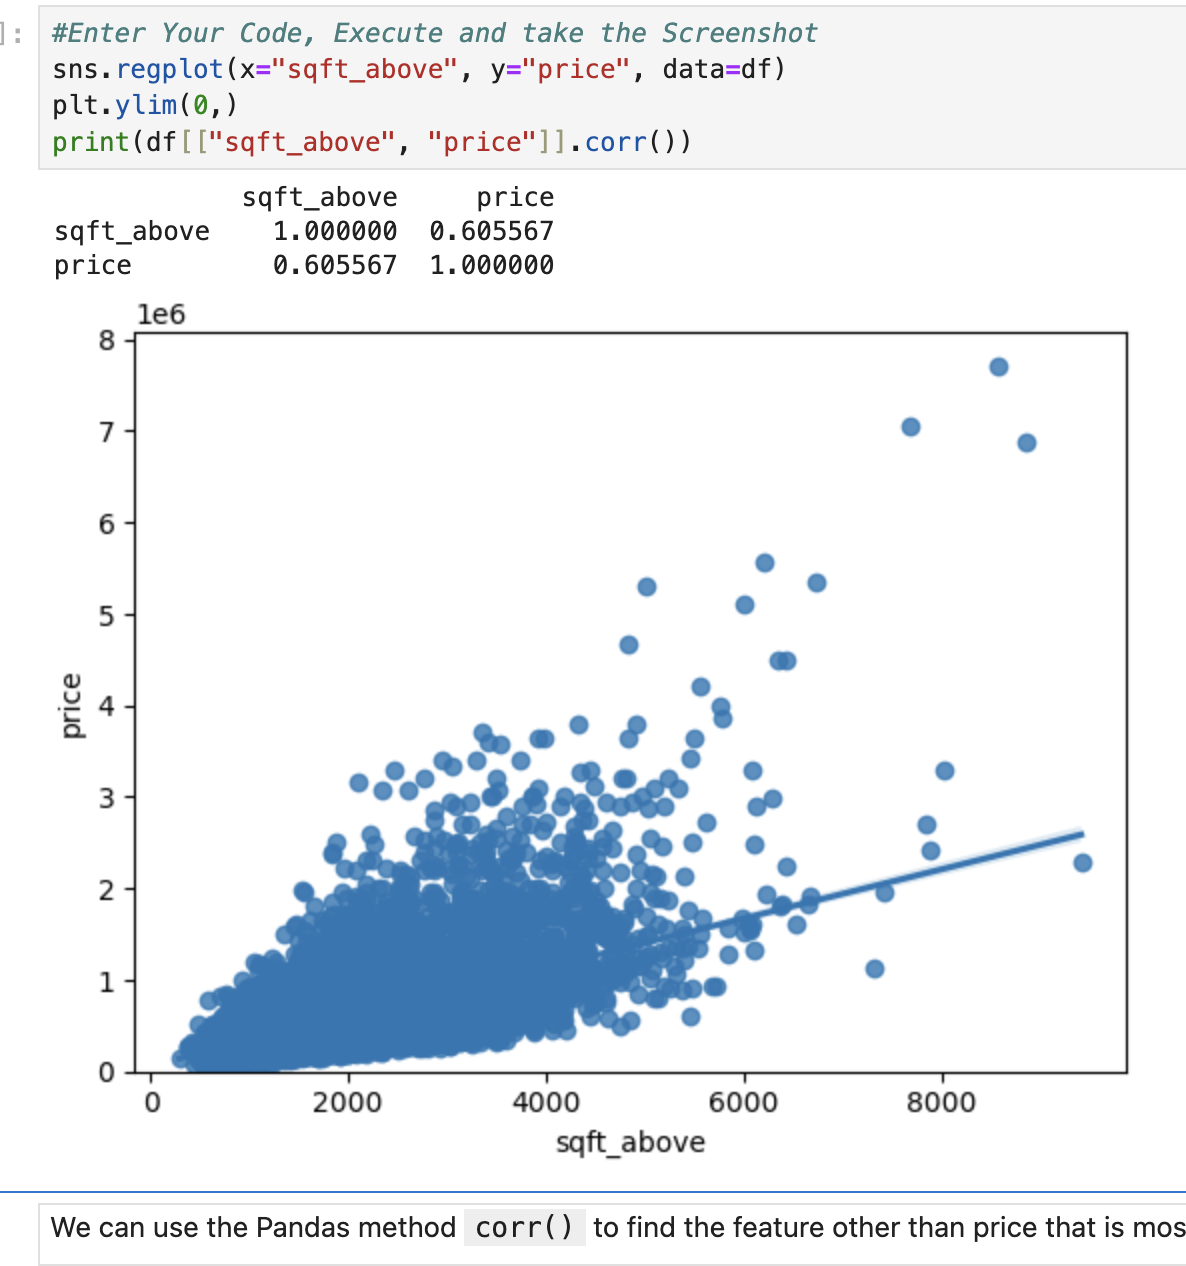 ]:
#Enter Your Code, Execute and take the Screenshot
sns.regplot(x="sqft_above", y="price", data=df)
plt.ylim(0,)
print(df[["sqft_above", "price"]].corr())
sqft_above price
sqft_above 1.000000 0.605567
price 0.605567 1.000000
1e6
8
7
6
5
4
3
2
1
0
price
0 2000 4000 6000 8000
sqft_above
We can use the Pandas method corr() to find the feature other than price that is mos